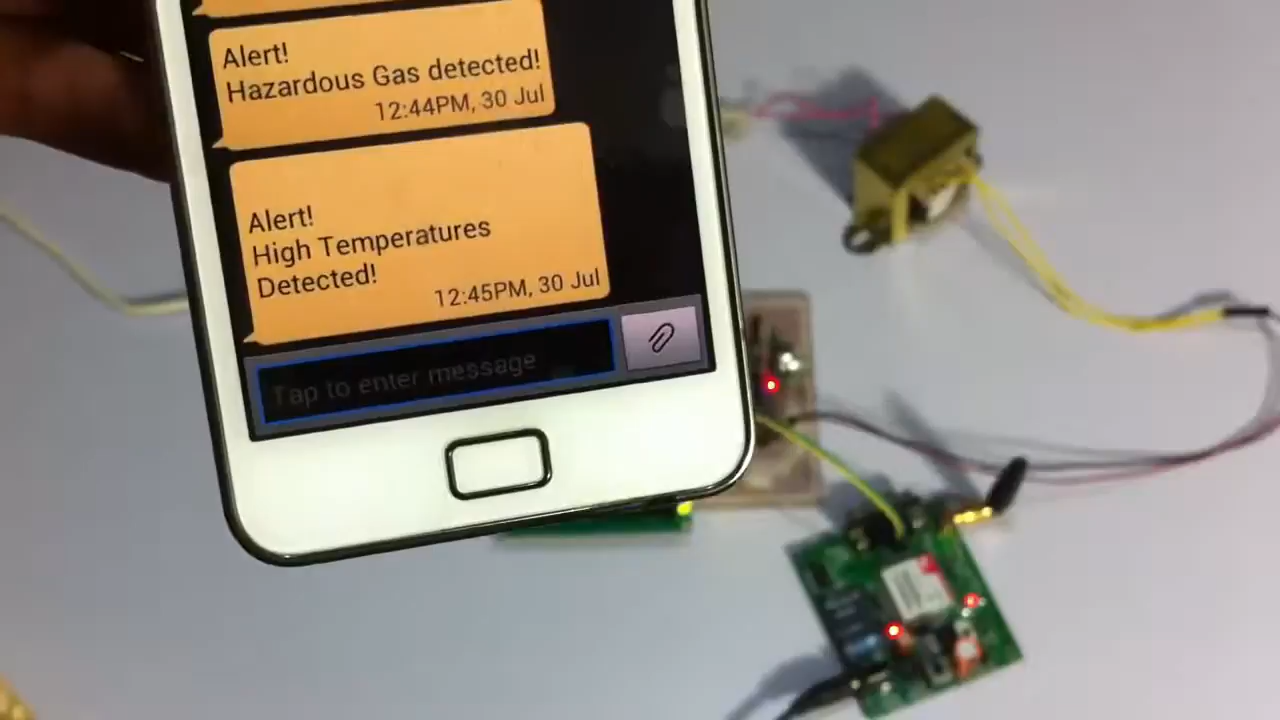 Alert!
Hazardous Gas detected!
12:44PM, 30 Jul
Alert!
High Temperatures
Detected!
12:45PM, 30 Jul
Tap to enter message